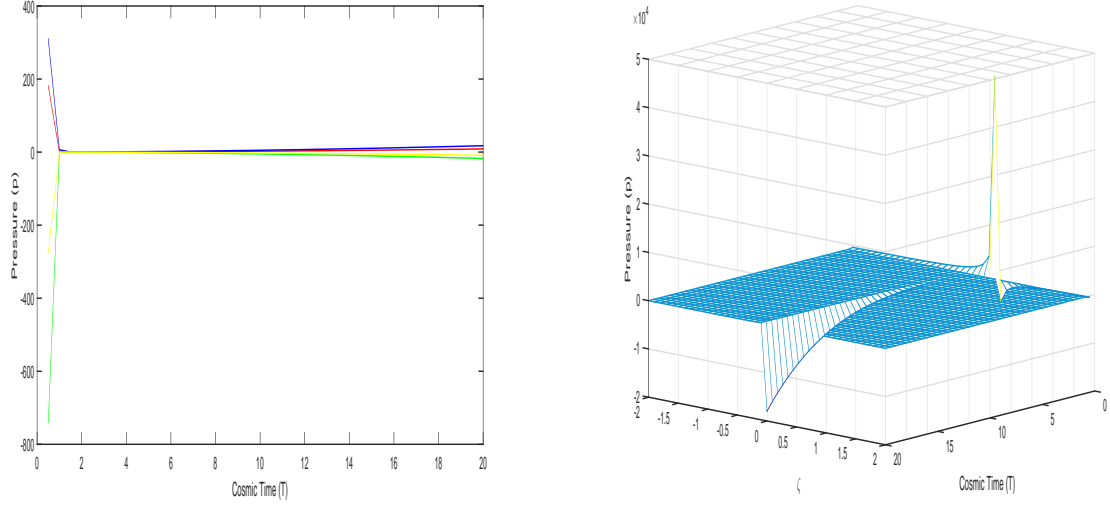 400
200
0
-200
-400
-600
-800
0 2 4 6 8 10 12 14 16 18 20
Pressure (p)
Cosmic Time (T)
×10⁴
5
4
3
2
1
0
-1
-2
Pressure (p)
-2 -1.5 -1 -0.5 0 0.5 1 1.5 2
ζ
20 15 10 5 0
Cosmic Time (T)